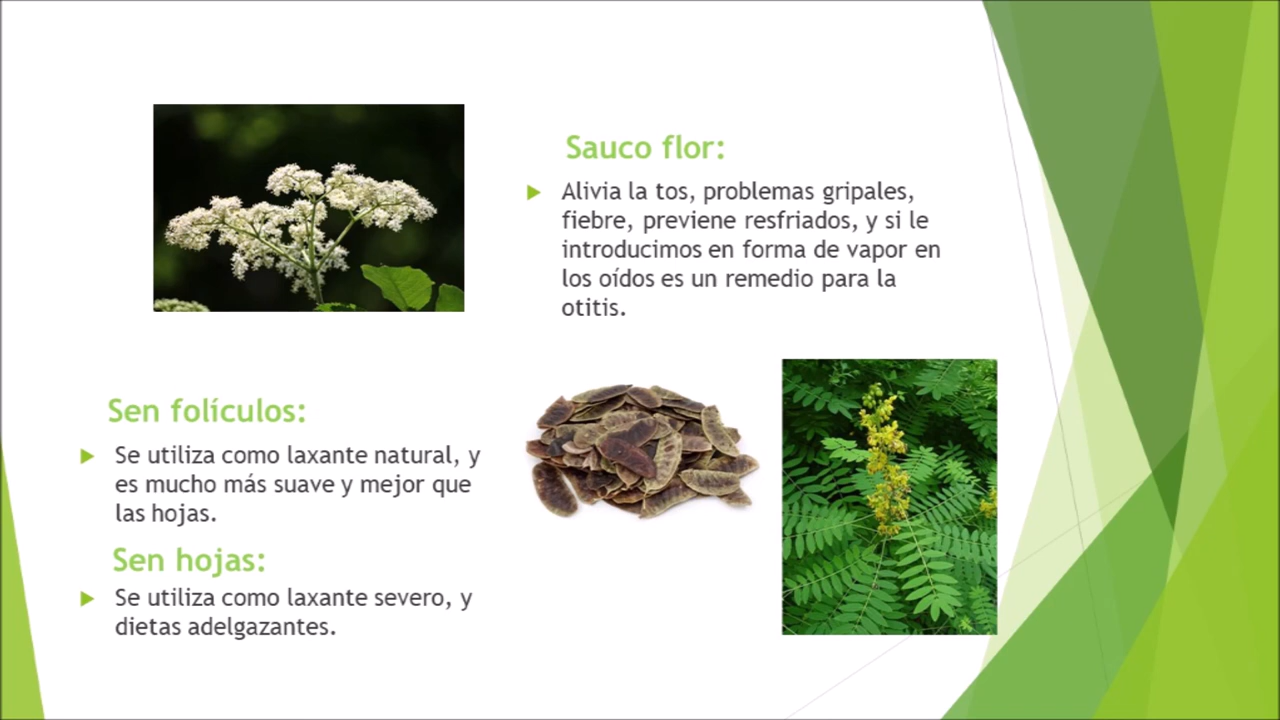 Sauco flor:
Alivia la tos, problemas gripales,
fiebre, previene resfriados, y si le
introducimos en forma de vapor en
los oídos es un remedio para la
otitis.
Sen folículos:
Se utiliza como laxante natural, y
es mucho más suave y mejor que
las hojas.
Sen hojas:
Se utiliza como laxante severo, y
dietas adelgazantes.